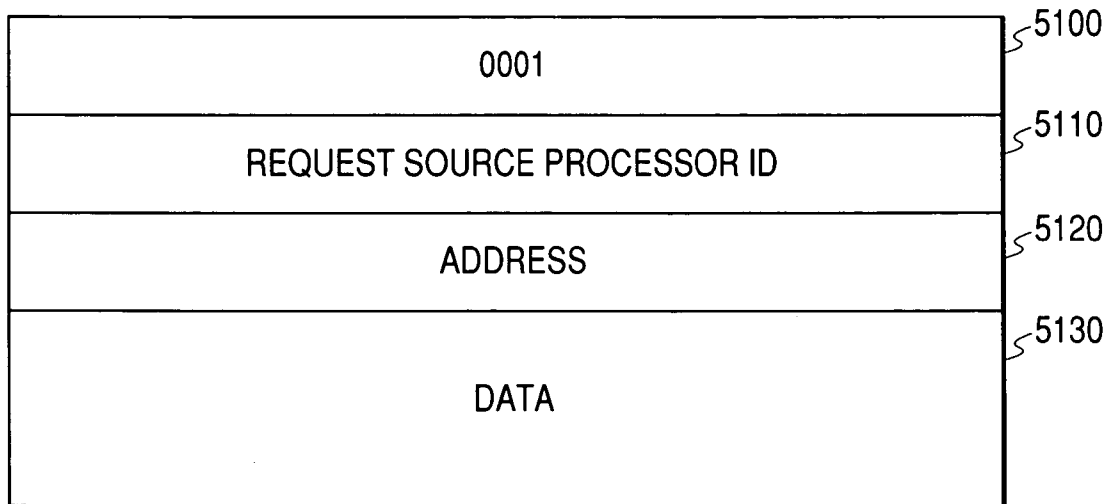 5100
0001
5110
REQUEST SOURCE PROCESSOR ID
5120
ADDRESS
5130
DATA